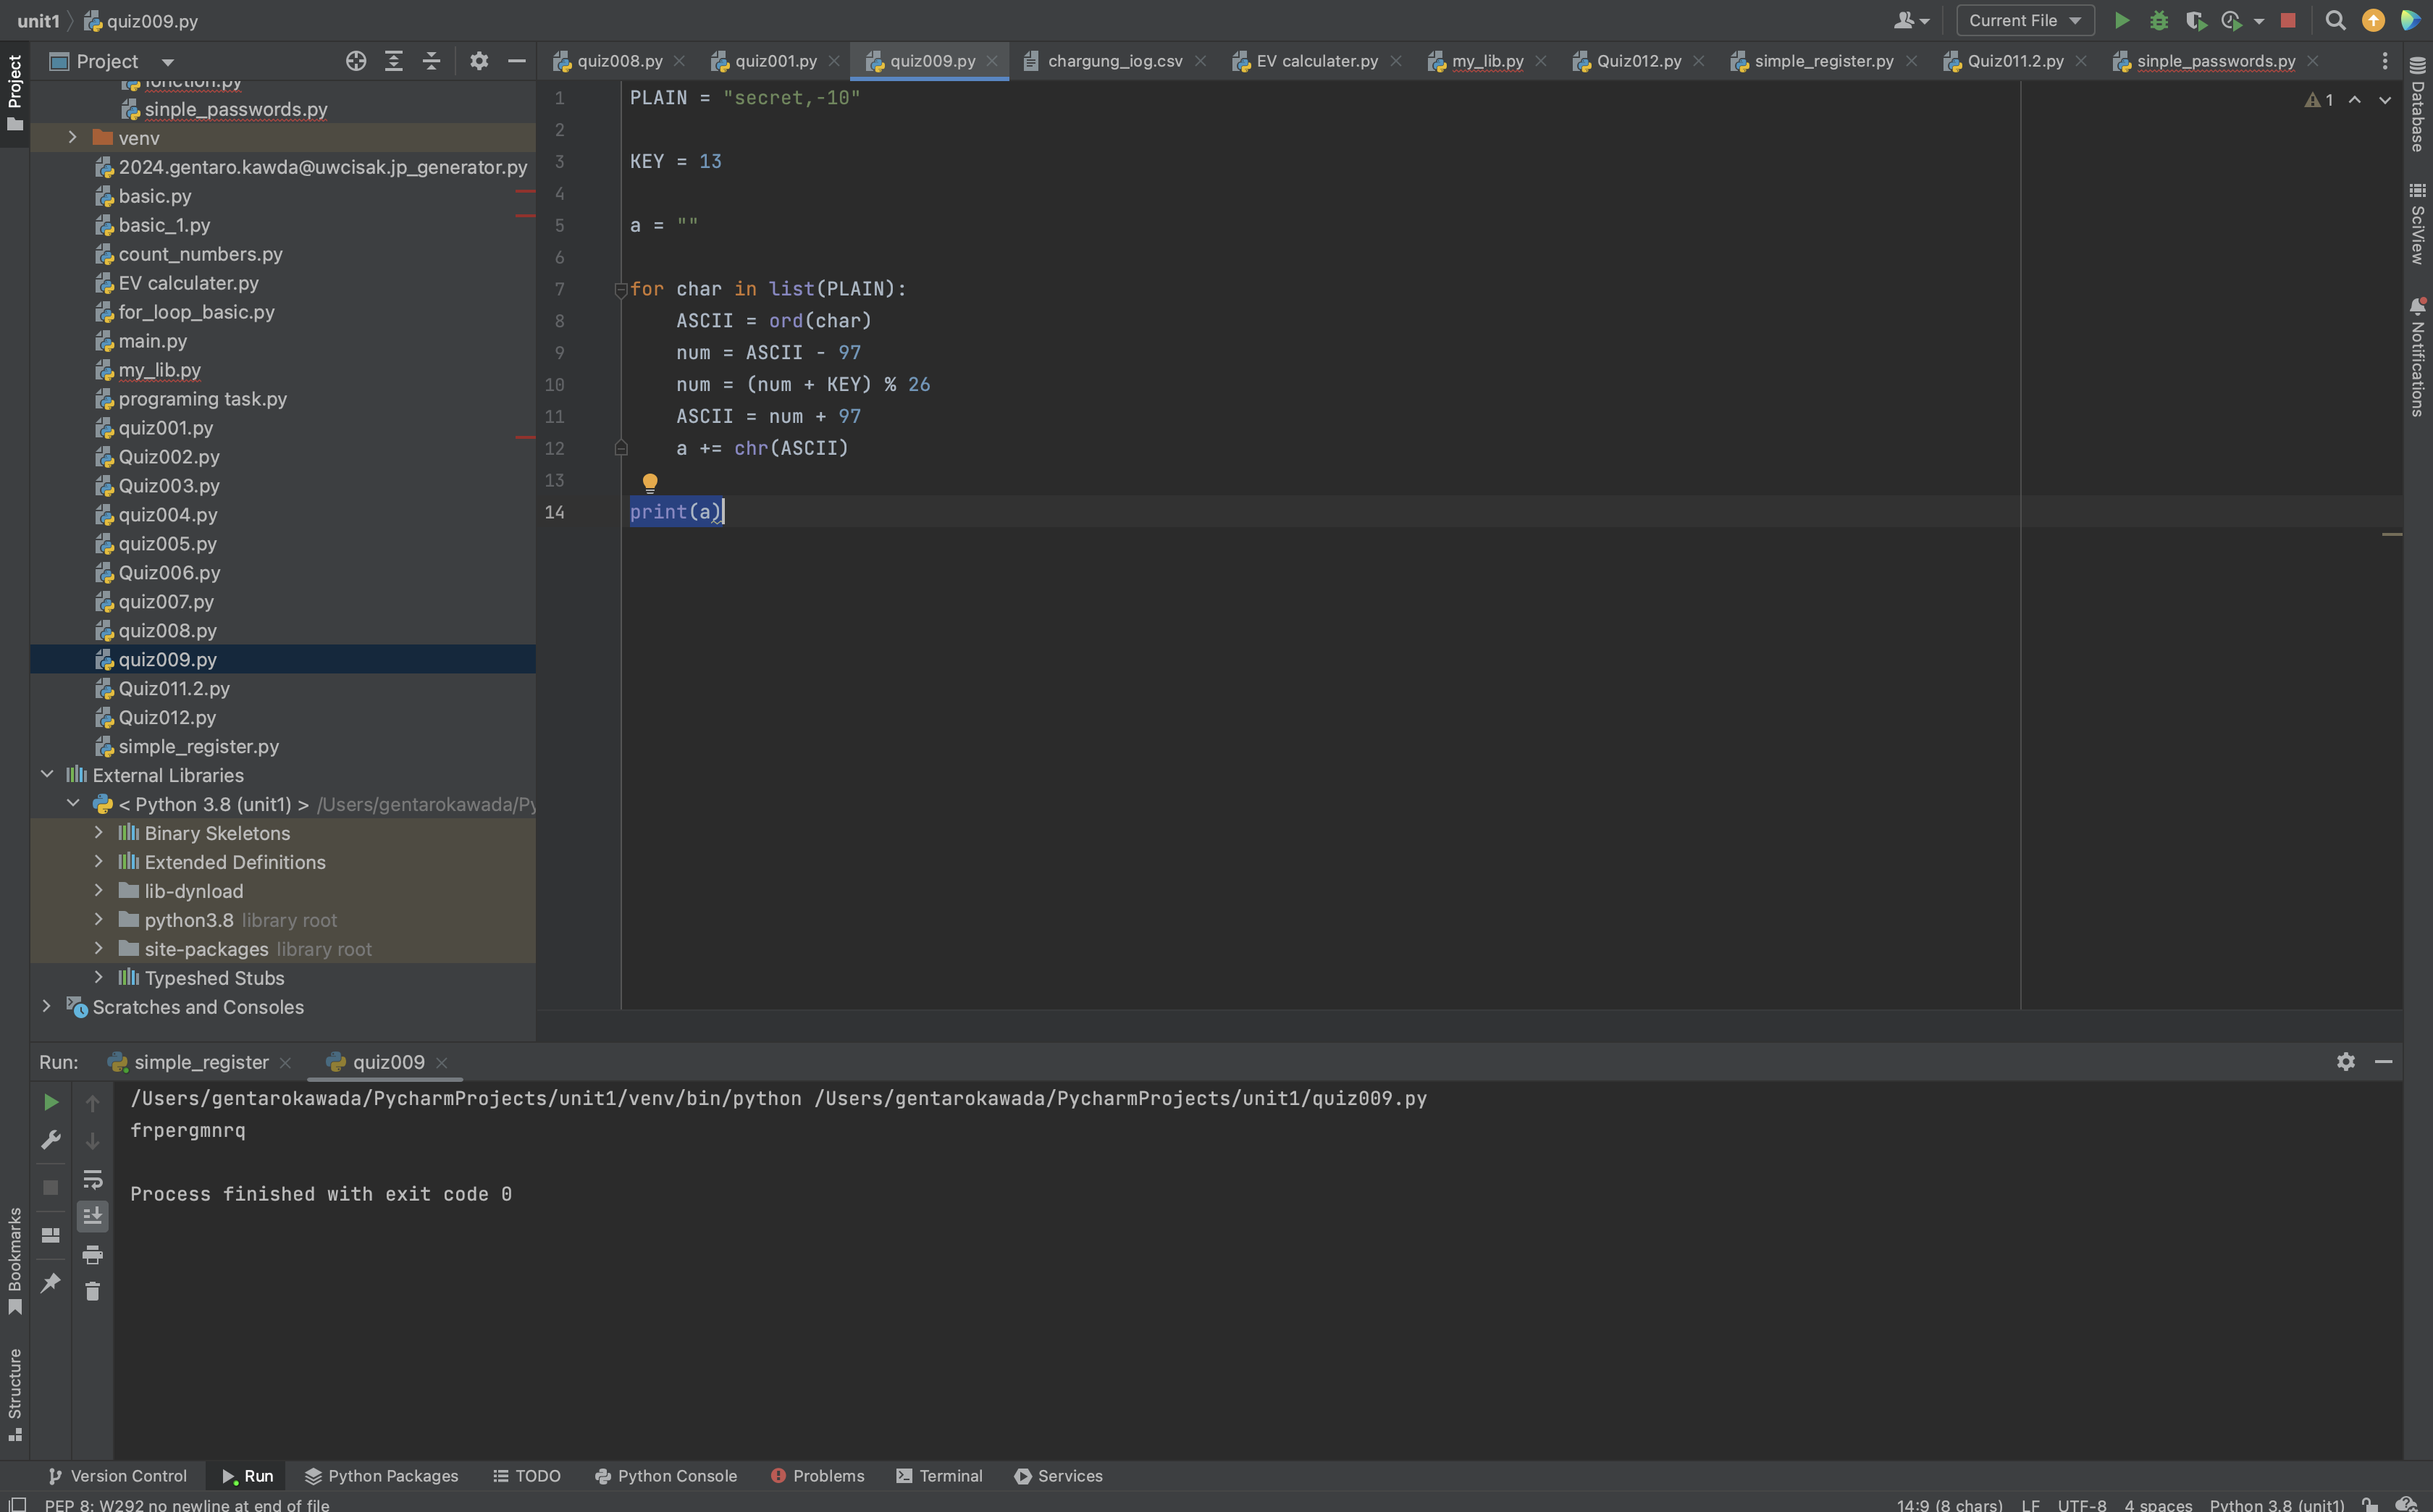 unit1 quiz009.py
Current File
Project
quiz008.py quiz001.py quiz009.py chargung_iog.csv EV calculater.py my_lib.py Quiz012.py simple_register.py Quiz011.2.py sinple_passwords.py
Project
Database
SciView
Notifications
Bookmarks
Structure
sinple_passwords.py
venv
2024.gentaro.kawda@uwcisak.jp_generator.py
basic.py
basic_1.py
count_numbers.py
EV calculater.py
for_loop_basic.py
main.py
my_lib.py
programing task.py
quiz001.py
Quiz002.py
Quiz003.py
quiz004.py
quiz005.py
Quiz006.py
quiz007.py
quiz008.py
quiz009.py
Quiz011.2.py
Quiz012.py
simple_register.py
External Libraries
< Python 3.8 (unit1) > /Users/gentarokawada/Py
Binary Skeletons
Extended Definitions
lib-dynload
python3.8 library root
site-packages library root
Typeshed Stubs
Scratches and Consoles
1 PLAIN = "secret,-10"
2
3 KEY = 13
4
5 a = ""
6
7 for char in list(PLAIN):
8 ASCII = ord(char)
9 num = ASCII - 97
10 num = (num + KEY) % 26
11 ASCII = num + 97
12 a += chr(ASCII)
13
14 print(a)
1
Run: simple_register quiz009
/Users/gentarokawada/PycharmProjects/unit1/venv/bin/python /Users/gentarokawada/PycharmProjects/unit1/quiz009.py
frpergmnrq
Process finished with exit code 0
Version Control Run Python Packages TODO Python Console Problems Terminal Services
PEP 8: W292 no newline at end of file
14:9 (8 chars) LF UTF-8 4 spaces Python 3.8 (unit1)